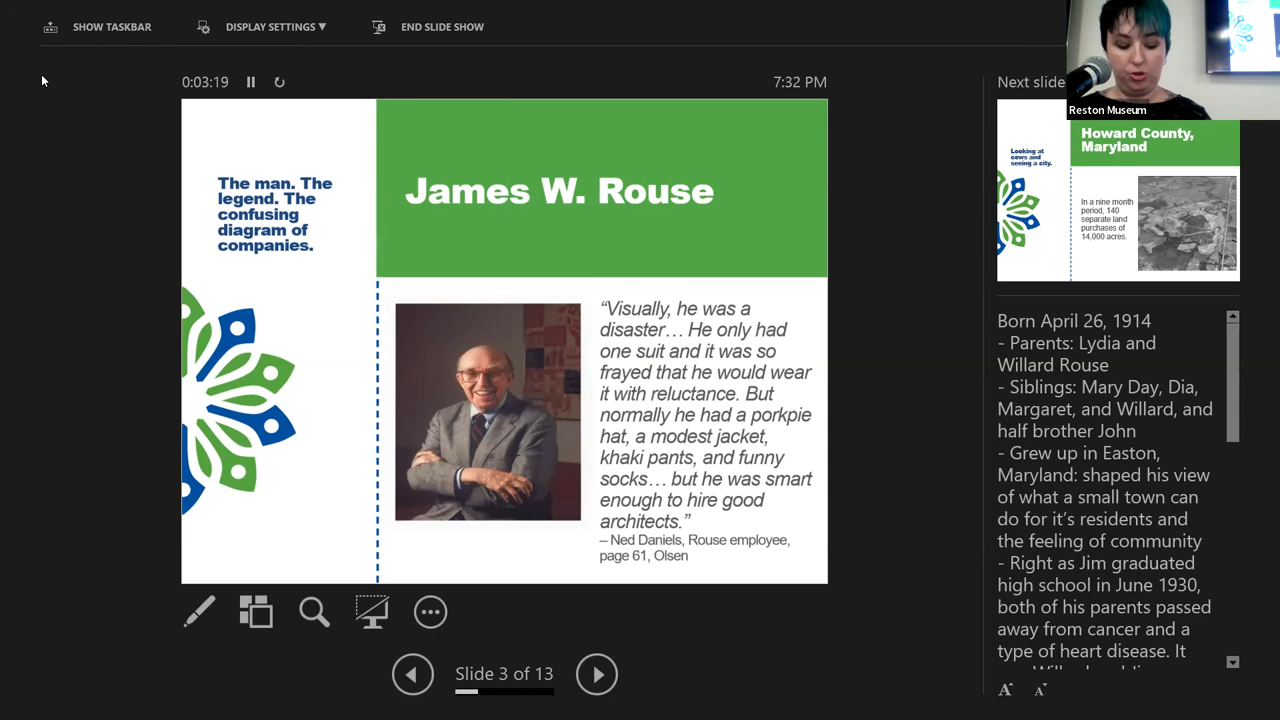 SHOW TASKBAR
DISPLAY SETTINGS ▼
END SLIDE SHOW
0:03:19
7:32 PM
Next slide
Reston Museum
The man. The
legend. The
confusing
diagram of
companies.
James W. Rouse
“Visually, he was a
disaster… He only had
one suit and it was so
frayed that he would wear
it with reluctance. But
normally he had a porkpie
hat, a modest jacket,
khaki pants, and funny
socks… but he was smart
enough to hire good
architects.”
– Ned Daniels, Rouse employee,
page 61, Olsen
Slide 3 of 13
Looking at
cows and
seeing a city.
Howard County,
Maryland
In a nine month
period, 140
separate land
purchases of
14,000 acres.
Born April 26, 1914
- Parents: Lydia and
Willard Rouse
- Siblings: Mary Day, Dia,
Margaret, and Willard, and
half brother John
- Grew up in Easton,
Maryland: shaped his view
of what a small town can
do for it’s residents and
the feeling of community
- Right as Jim graduated
high school in June 1930,
both of his parents passed
away from cancer and a
type of heart disease. It
A A